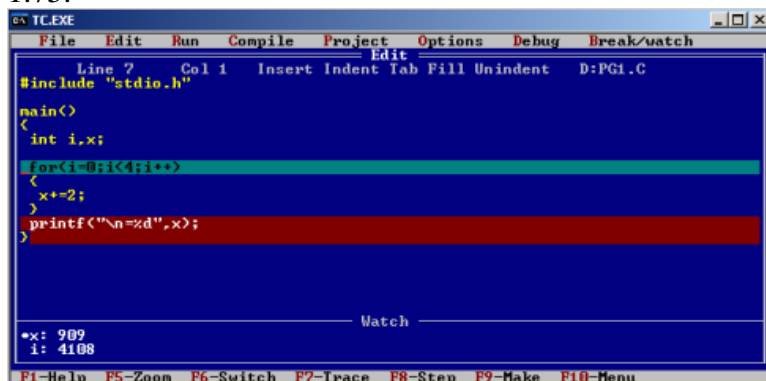 TC.EXE
File Edit Run Compile Project Options Debug Break/watch
Edit
Line 7 Col 1 Insert Indent Tab Fill Unindent D:PG1.C
#include "stdio.h"
main()
{
int i,x;
for(i=0;i<4;i++)
{
x+=2;
}
printf("\n=%d",x);
}
Watch
•x: 909
i: 4108
F1-Help F5-Zoom F6-Switch F7-Trace F8-Step F9-Make F10-Menu